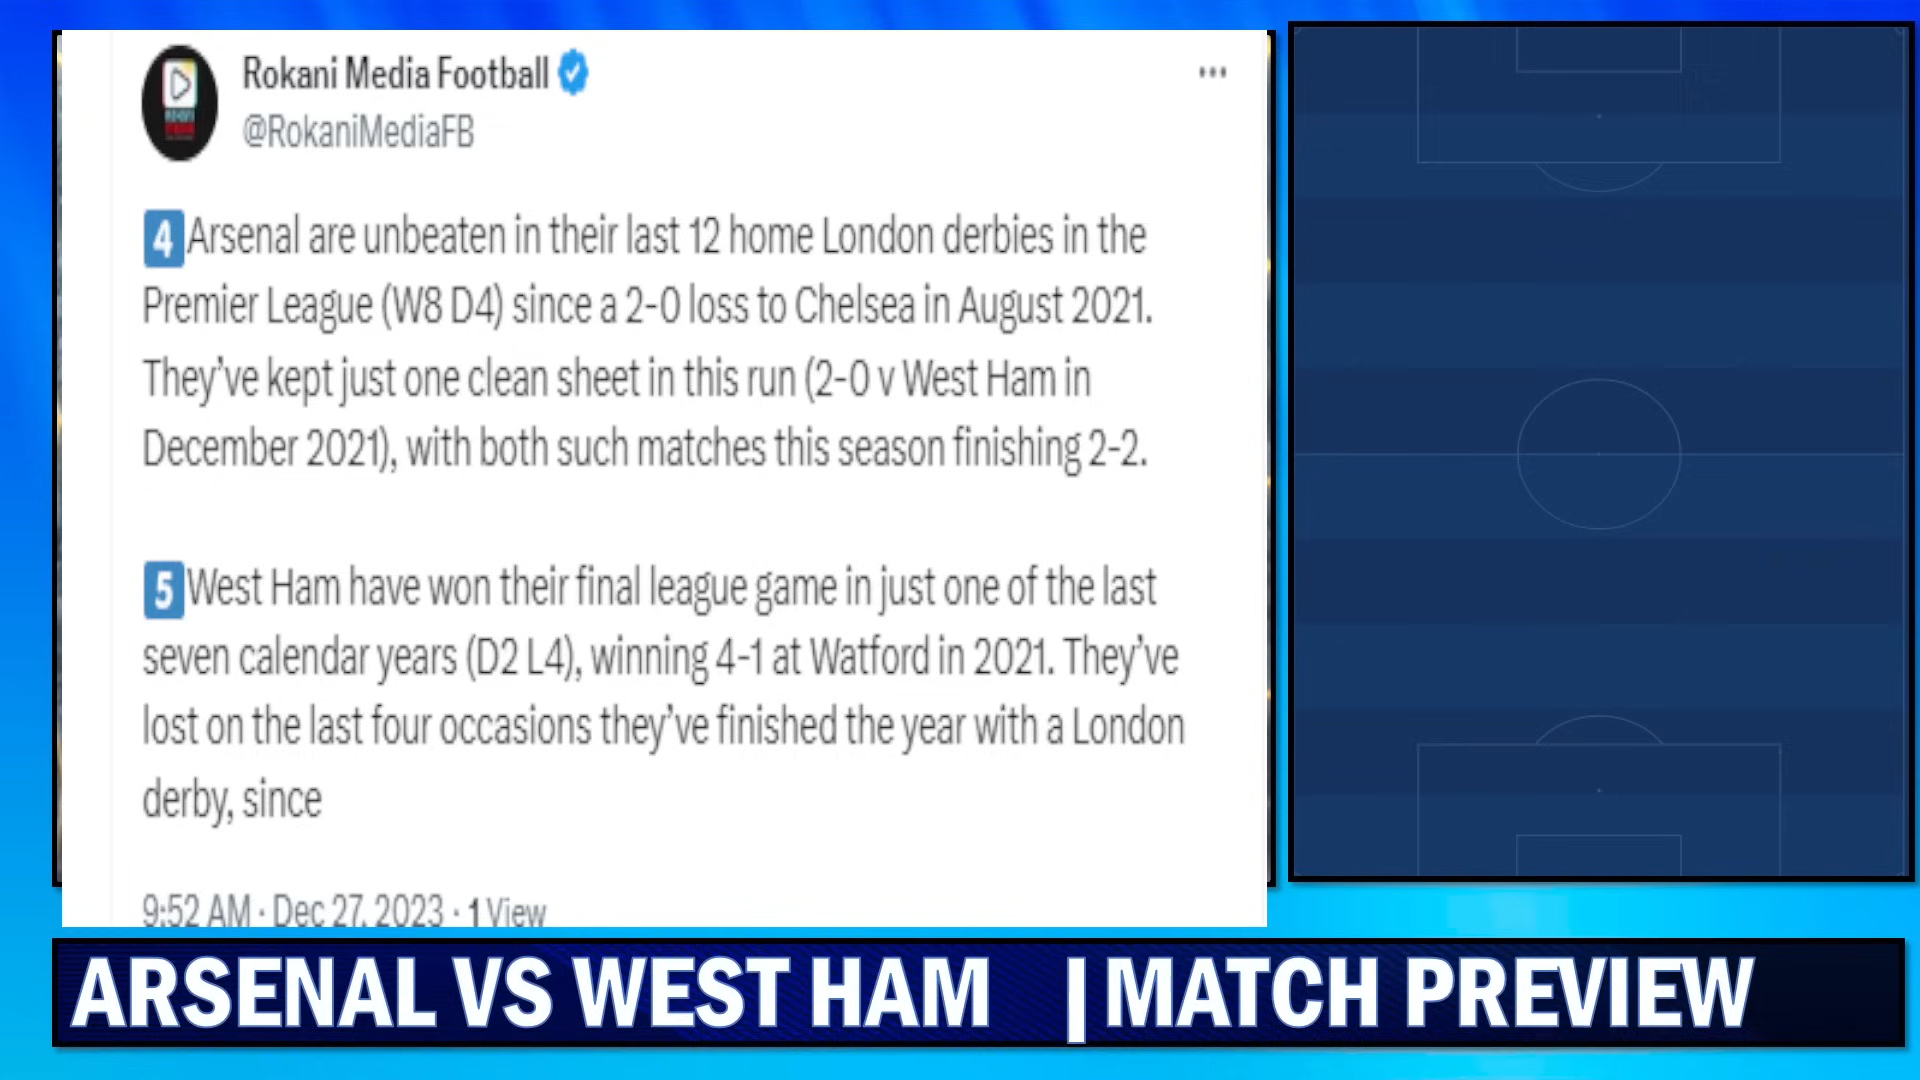 Rokani Media Football
@RokaniMediaFB
4 Arsenal are unbeaten in their last 12 home London derbies in the
Premier League (W8 D4) since a 2-0 loss to Chelsea in August 2021.
They’ve kept just one clean sheet in this run (2-0 v West Ham in
December 2021), with both such matches this season finishing 2-2.
5 West Ham have won their final league game in just one of the last
seven calendar years (D2 L4), winning 4-1 at Watford in 2021. They’ve
lost on the last four occasions they’ve finished the year with a London
derby, since
9:52 AM · Dec 27, 2023 · 1 View
ARSENAL VS WEST HAM | MATCH PREVIEW